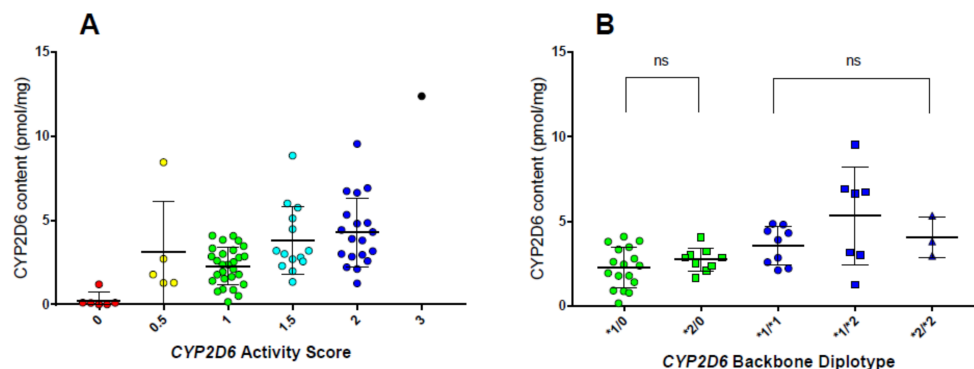 A
CYP2D6 content (pmol/mg)
15
10
5
0
0
0.5
1
1.5
2
3
CYP2D6 Activity Score
B
CYP2D6 content (pmol/mg)
15
10
5
0
ns
ns
*1/0
*2/0
*1/*1
*1/*2
*2/*2
CYP2D6 Backbone Diplotype